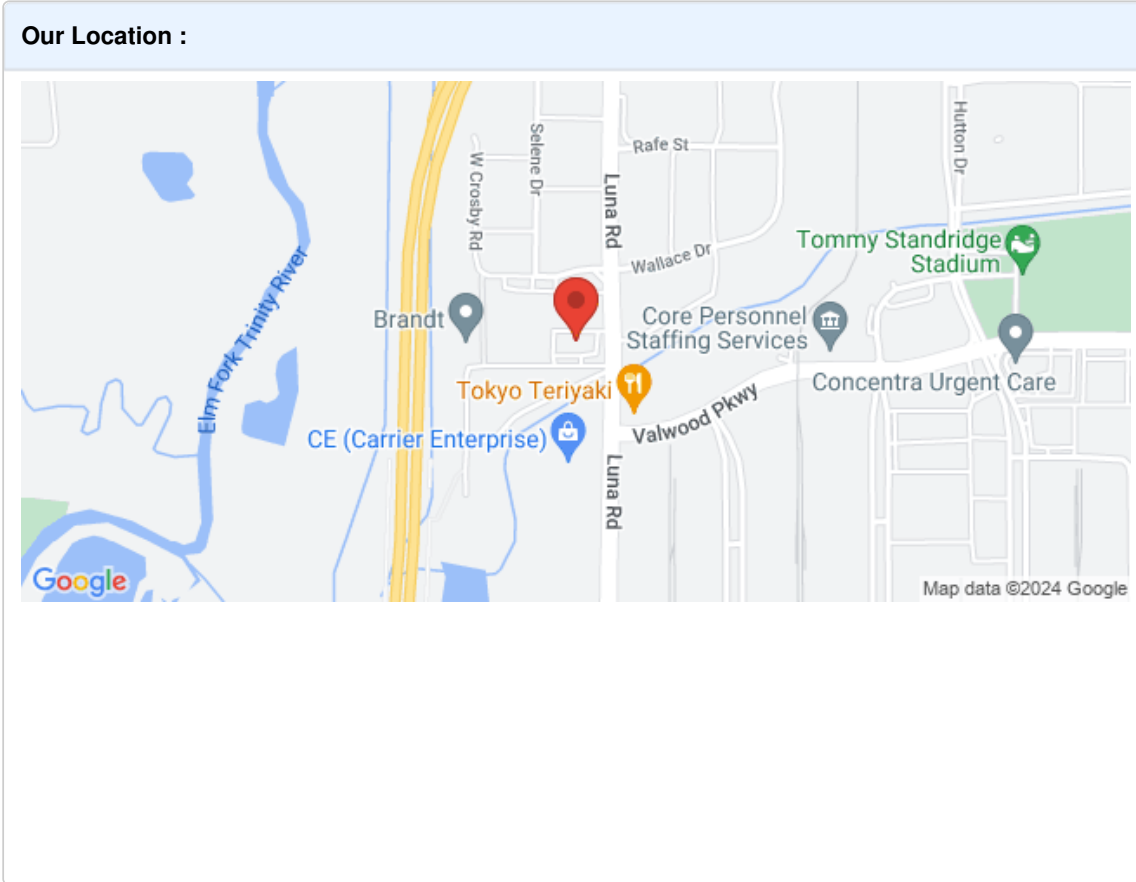 Our Location :
Selene Dr
W Crosby Rd
Luna Rd
Rafe St
Hutton Dr
Wallace Dr
Tommy Standridge
Stadium
Elm Fork Trinity River
Brandt
Core Personnel
Staffing Services
Tokyo Teriyaki
Concentra Urgent Care
Valwood Pkwy
CE (Carrier Enterprise)
Luna Rd
Google
Map data ©2024 Google